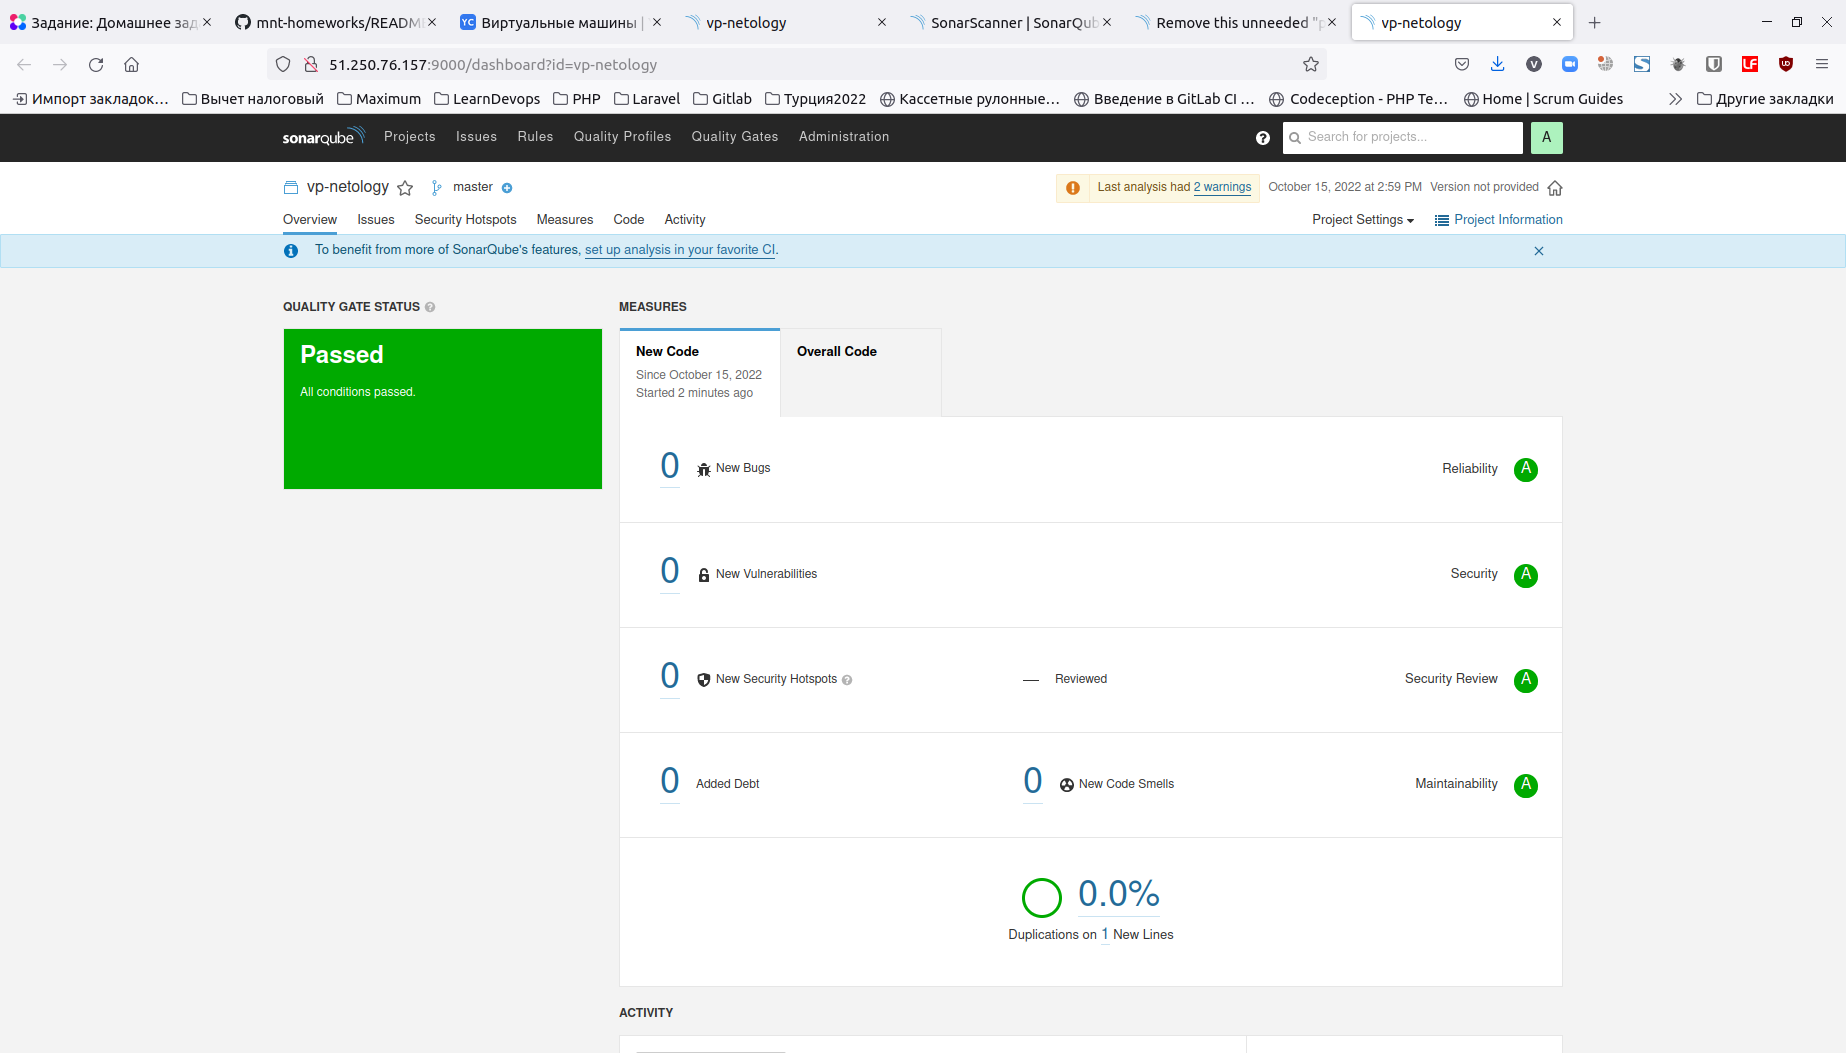 Задание: Домашнее зад
mnt-homeworks/READM
YC Виртуальные машины |
vp-netology
SonarScanner | SonarQub
Remove this unneeded "p
vp-netology
51.250.76.157:9000/dashboard?id=vp-netology
Импорт закладок… Вычет налоговый Maximum LearnDevops PHP Laravel Gitlab Турция2022 Кассетные рулонные… Введение в GitLab CI … Codeception - PHP Te… Home | Scrum Guides Другие закладки
sonarqube Projects Issues Rules Quality Profiles Quality Gates Administration Search for projects... A
vp-netology master Last analysis had 2 warnings October 15, 2022 at 2:59 PM Version not provided
Overview Issues Security Hotspots Measures Code Activity Project Settings Project Information
To benefit from more of SonarQube's features, set up analysis in your favorite CI.
QUALITY GATE STATUS
Passed
All conditions passed.
MEASURES
New Code
Since October 15, 2022
Started 2 minutes ago
Overall Code
0 New Bugs Reliability A
0 New Vulnerabilities Security A
0 New Security Hotspots — Reviewed Security Review A
0 Added Debt 0 New Code Smells Maintainability A
0.0%
Duplications on 1 New Lines
ACTIVITY